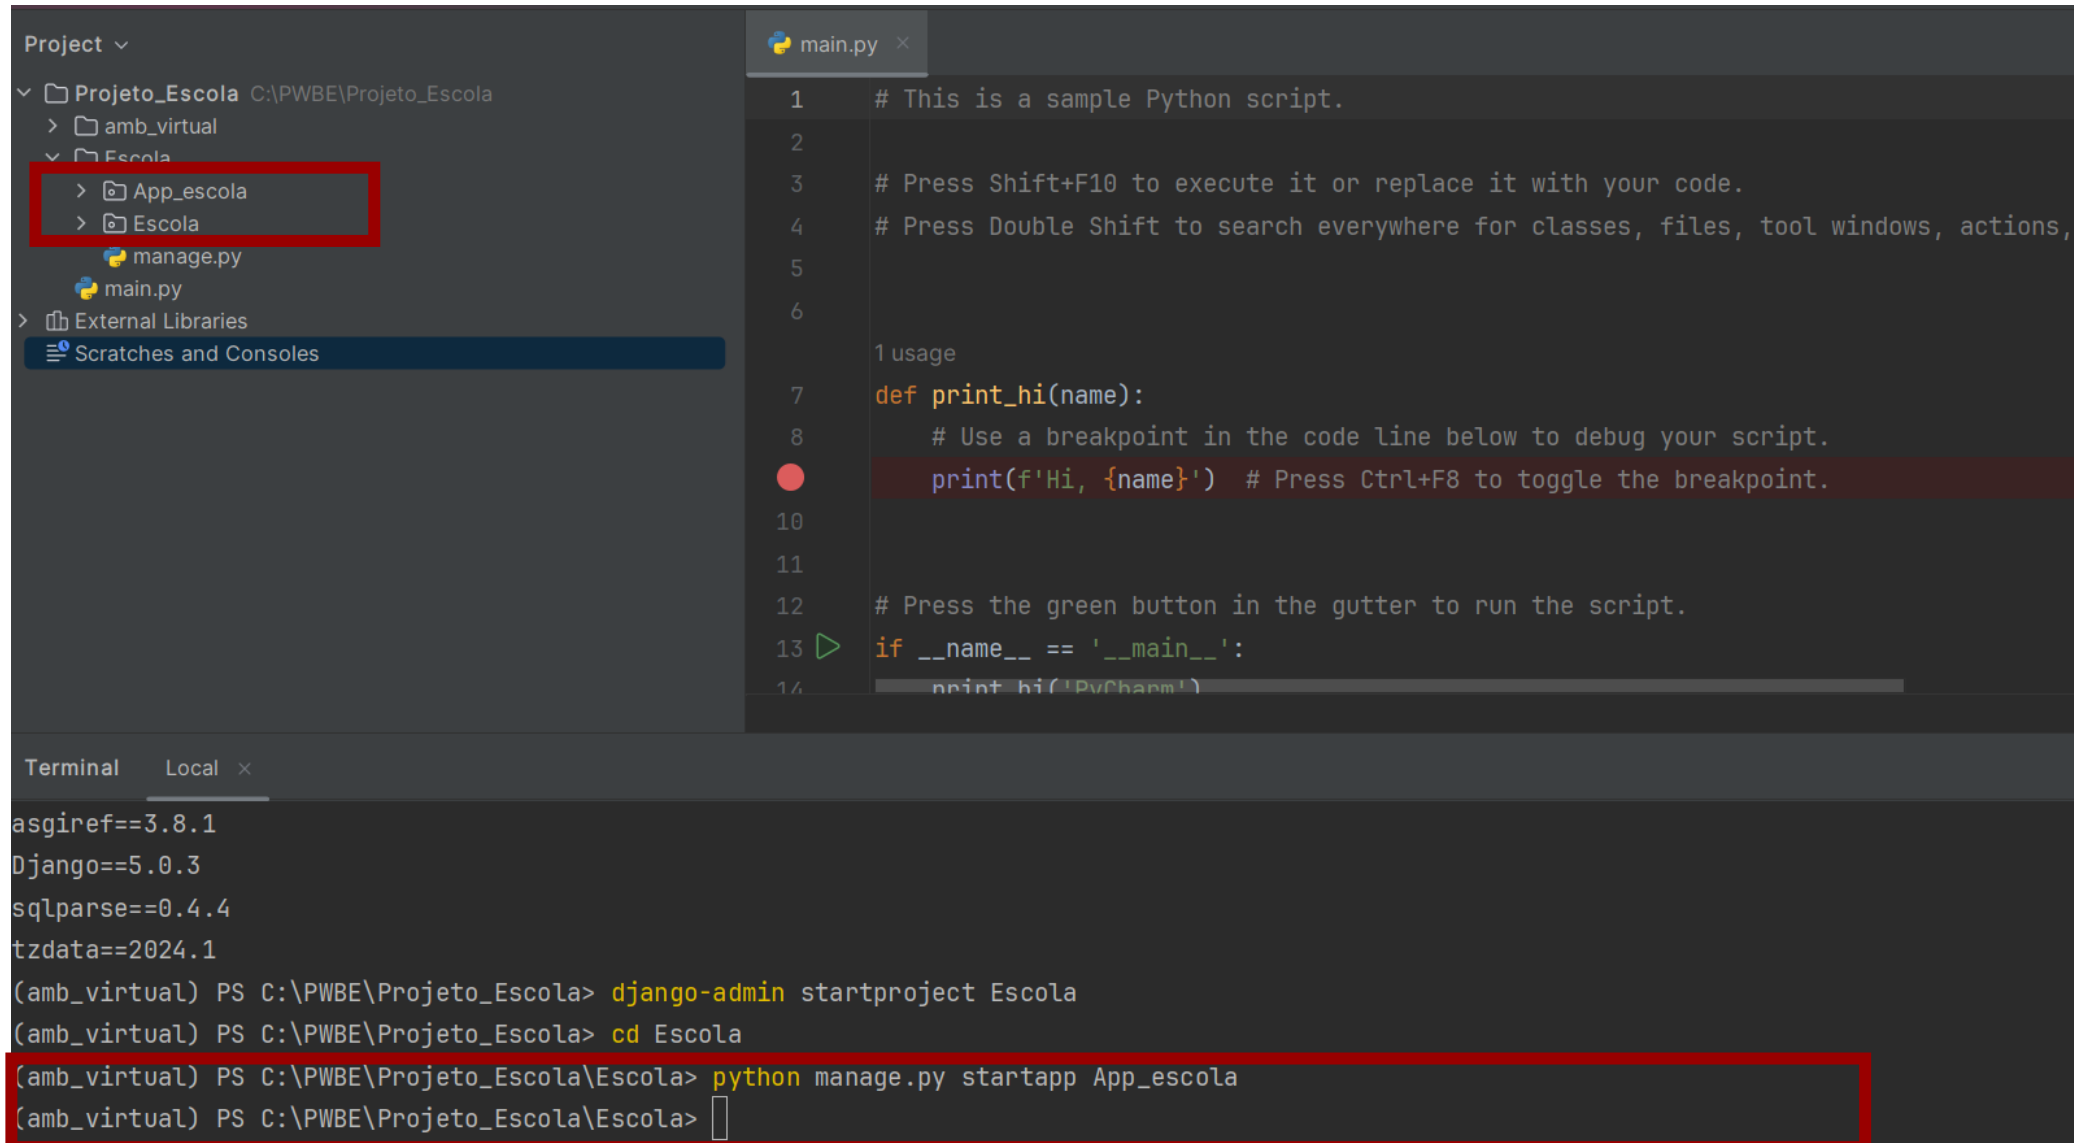 Project
Projeto_Escola C:\PWBE\Projeto_Escola
amb_virtual
Escola
App_escola
Escola
manage.py
main.py
External Libraries
Scratches and Consoles
main.py
1 # This is a sample Python script.
2
3 # Press Shift+F10 to execute it or replace it with your code.
4 # Press Double Shift to search everywhere for classes, files, tool windows, actions,
5
6
1 usage
7 def print_hi(name):
8     # Use a breakpoint in the code line below to debug your script.
    print(f'Hi, {name}')  # Press Ctrl+F8 to toggle the breakpoint.
10
11
12 # Press the green button in the gutter to run the script.
13 if __name__ == '__main__':
14     print_hi('PyCharm')
Terminal Local
asgiref==3.8.1
Django==5.0.3
sqlparse==0.4.4
tzdata==2024.1
(amb_virtual) PS C:\PWBE\Projeto_Escola> django-admin startproject Escola
(amb_virtual) PS C:\PWBE\Projeto_Escola> cd Escola
(amb_virtual) PS C:\PWBE\Projeto_Escola\Escola> python manage.py startapp App_escola
(amb_virtual) PS C:\PWBE\Projeto_Escola\Escola>